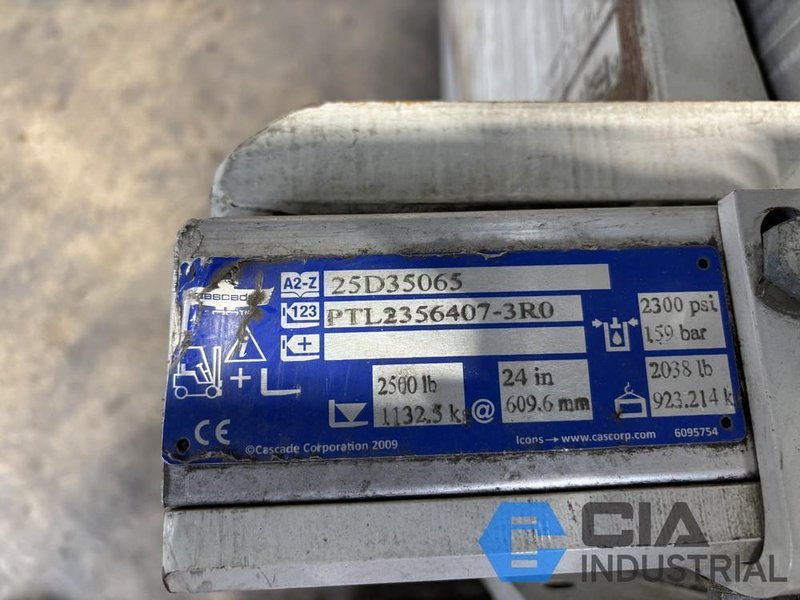 cascade
A2-Z 25D35065
123 PTL2356407-3R0
2300 psi
159 bar
2500 lb
1132.5 kg @
24 in
609.6 mm
2038 lb
923.214 k
CE
©Cascade Corporation 2009
Icons→www.cascorp.com
6095754
CIA
INDUSTRIAL